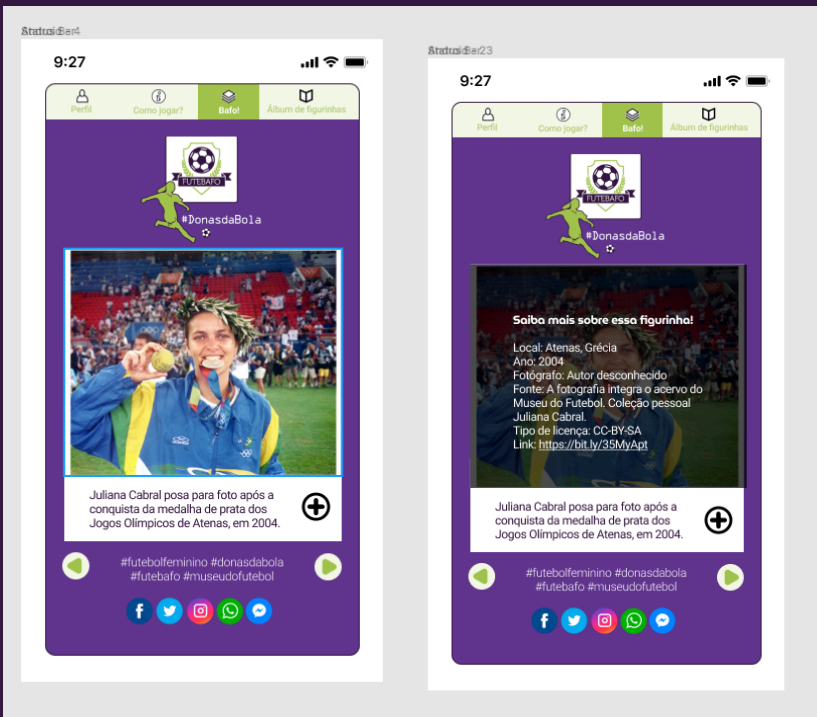 9:27
Perfil
Como jogar?
Bafo!
Álbum de figurinhas
FUTEBAFO
#DonasdaBola
Juliana Cabral posa para foto após a
conquista da medalha de prata dos
Jogos Olímpicos de Atenas, em 2004.
#futebolfeminino #donasdabola
#futebafo #museudofutebol
9:27
Perfil
Como jogar?
Bafo!
Álbum de figurinhas
FUTEBAFO
#DonasdaBola
Saiba mais sobre essa figurinha!
Local: Atenas, Grécia
Ano: 2004
Fotógrafo: Autor desconhecido
Fonte: A fotografia integra o acervo do
Museu do Futebol. Coleção pessoal
Juliana Cabral.
Tipo de licença: CC-BY-SA
Link: https://bit.ly/35MyApt
Juliana Cabral posa para foto após a
conquista da medalha de prata dos
Jogos Olímpicos de Atenas, em 2004.
#futebolfeminino #donasdabola
#futebafo #museudofutebol